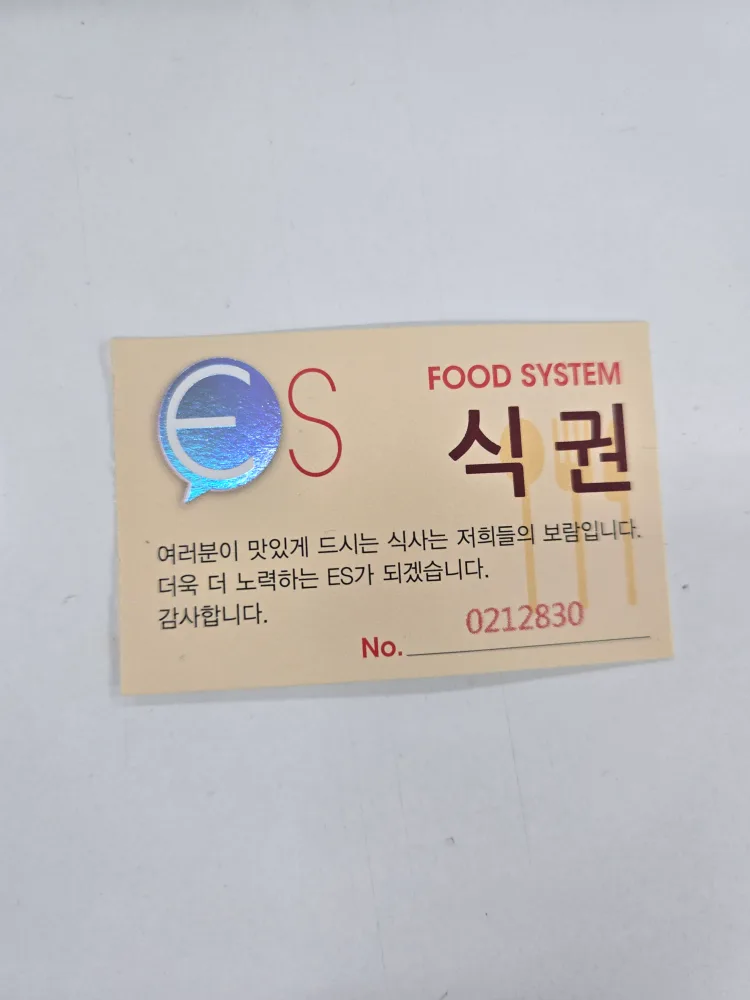 ES
FOOD SYSTEM
식권
여러분이 맛있게 드시는 식사는 저희들의 보람입니다.
더욱 더 노력하는 ES가 되겠습니다.
감사합니다.
No. 0212830